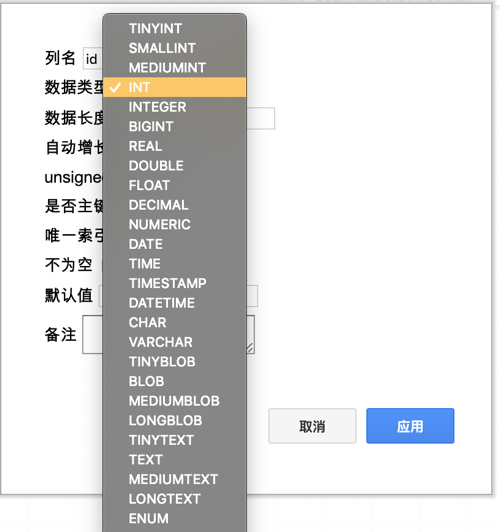 列名 id
数据类型
数据长度
自动增长
unsigned
是否主键
唯一索引
不为空
默认值
备注
TINYINT
SMALLINT
MEDIUMINT
✓ INT
INTEGER
BIGINT
REAL
DOUBLE
FLOAT
DECIMAL
NUMERIC
DATE
TIME
TIMESTAMP
DATETIME
CHAR
VARCHAR
TINYBLOB
BLOB
MEDIUMBLOB
LONGBLOB
TINYTEXT
TEXT
MEDIUMTEXT
LONGTEXT
ENUM
取消 应用